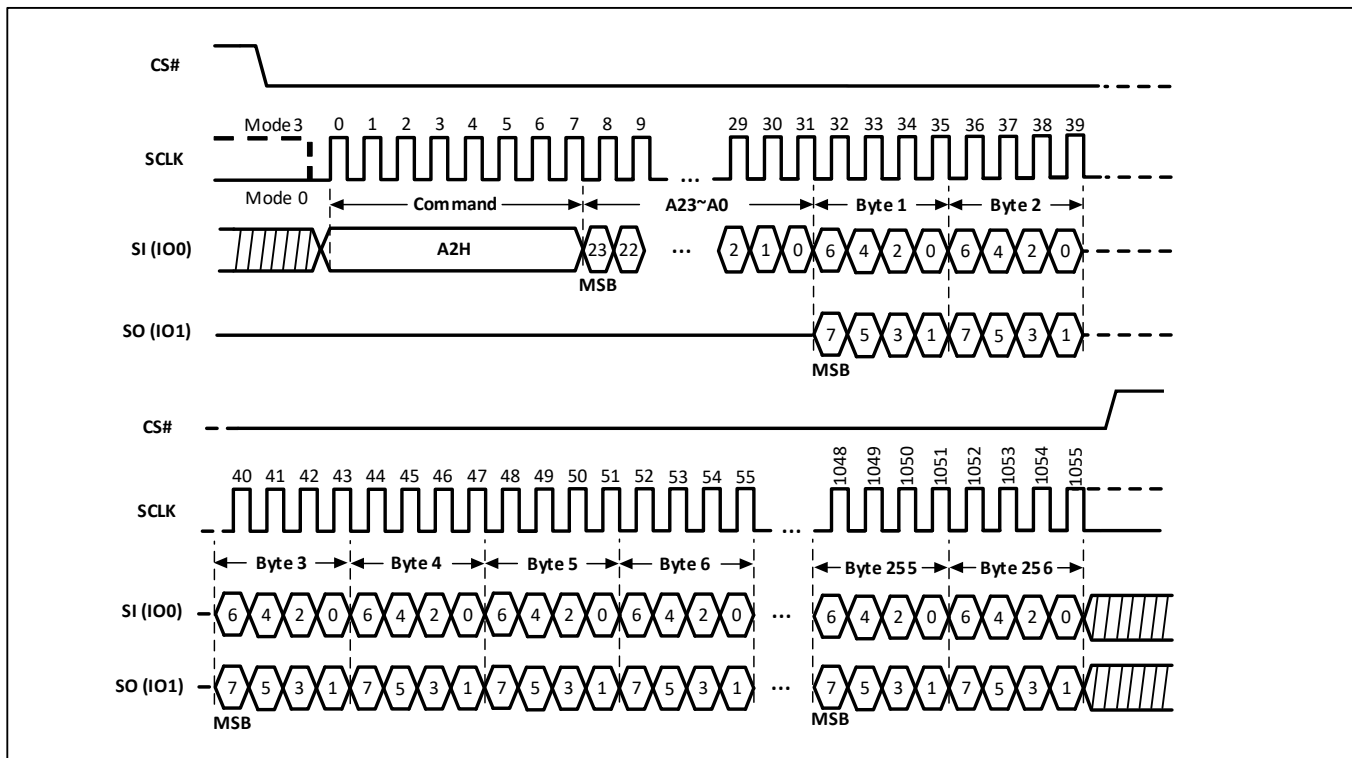 CS#
Mode 3 0 1 2 3 4 5 6 7 8 9 29 30 31 32 33 34 35 36 37 38 39
SCLK ...
Mode 0 Command A23~A0 Byte 1 Byte 2
SI (IO0) A2H 23 22 ... 2 1 0 6 4 2 0 6 4 2 0
MSB
SO (IO1) 7 5 3 1 7 5 3 1
MSB
CS#
40 41 42 43 44 45 46 47 48 49 50 51 52 53 54 55 1048 1049 1050 1051 1052 1053 1054 1055
SCLK ...
Byte 3 Byte 4 Byte 5 Byte 6 Byte 255 Byte 256
SI (IO0) 6 4 2 0 6 4 2 0 6 4 2 0 6 4 2 0 ... 6 4 2 0 6 4 2 0
SO (IO1) 7 5 3 1 7 5 3 1 7 5 3 1 7 5 3 1 ... 7 5 3 1 7 5 3 1
MSB MSB